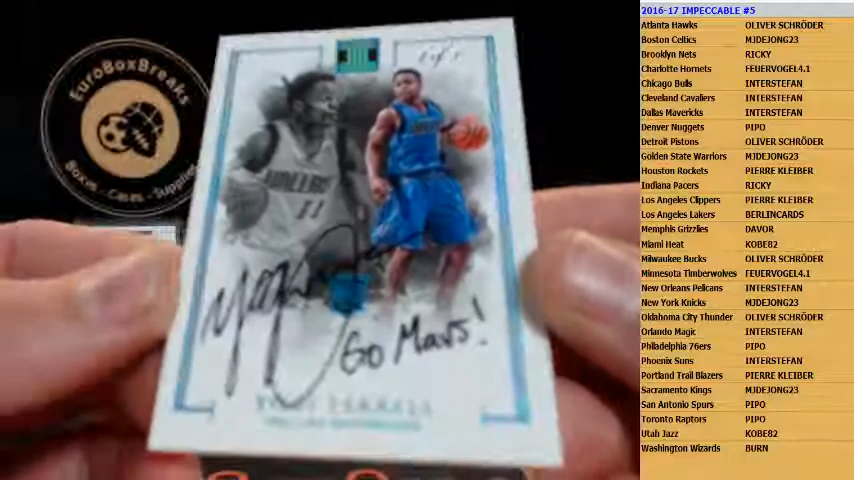 EuroBoxBreaks
Boxes - Cases - Supplies
11
Go Mavs!
2016-17 IMPECCABLE #5
Atlanta Hawks OLIVER SCHRÖDER
Boston Celtics MJDEJONG23
Brooklyn Nets RICKY
Charlotte Hornets FEUERVOGEL4.1
Chicago Bulls INTERSTEFAN
Cleveland Cavaliers INTERSTEFAN
Dallas Mavericks INTERSTEFAN
Denver Nuggets PIPO
Detroit Pistons OLIVER SCHRÖDER
Golden State Warriors MJDEJONG23
Houston Rockets PIERRE KLEIBER
Indiana Pacers RICKY
Los Angeles Clippers PIERRE KLEIBER
Los Angeles Lakers BERLINCARDS
Memphis Grizzlies DAVOR
Miami Heat KOBE82
Milwaukee Bucks OLIVER SCHRÖDER
Minnesota Timberwolves FEUERVOGEL4.1
New Orleans Pelicans INTERSTEFAN
New York Knicks MJDEJONG23
Oklahoma City Thunder OLIVER SCHRÖDER
Orlando Magic INTERSTEFAN
Philadelphia 76ers PIPO
Phoenix Suns INTERSTEFAN
Portland Trail Blazers PIERRE KLEIBER
Sacramento Kings MJDEJONG23
San Antonio Spurs PIPO
Toronto Raptors PIPO
Utah Jazz KOBE82
Washington Wizards BURN